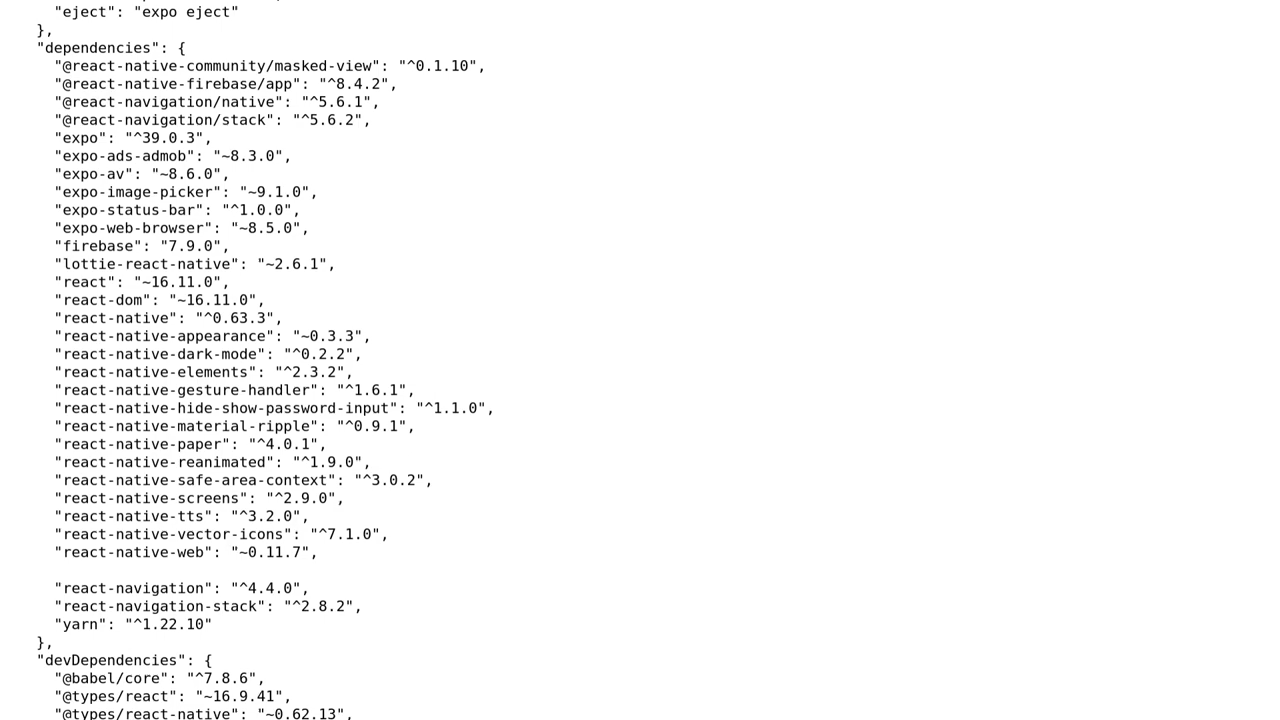 "eject": "expo eject"
},
"dependencies": {
"@react-native-community/masked-view": "^0.1.10",
"@react-native-firebase/app": "^8.4.2",
"@react-navigation/native": "^5.6.1",
"@react-navigation/stack": "^5.6.2",
"expo": "^39.0.3",
"expo-ads-admob": "~8.3.0",
"expo-av": "~8.6.0",
"expo-image-picker": "~9.1.0",
"expo-status-bar": "^1.0.0",
"expo-web-browser": "~8.5.0",
"firebase": "7.9.0",
"lottie-react-native": "~2.6.1",
"react": "~16.11.0",
"react-dom": "~16.11.0",
"react-native": "^0.63.3",
"react-native-appearance": "~0.3.3",
"react-native-dark-mode": "^0.2.2",
"react-native-elements": "^2.3.2",
"react-native-gesture-handler": "^1.6.1",
"react-native-hide-show-password-input": "^1.1.0",
"react-native-material-ripple": "^0.9.1",
"react-native-paper": "^4.0.1",
"react-native-reanimated": "^1.9.0",
"react-native-safe-area-context": "^3.0.2",
"react-native-screens": "^2.9.0",
"react-native-tts": "^3.2.0",
"react-native-vector-icons": "^7.1.0",
"react-native-web": "~0.11.7",
"react-navigation": "^4.4.0",
"react-navigation-stack": "^2.8.2",
"yarn": "^1.22.10"
},
"devDependencies": {
"@babel/core": "^7.8.6",
"@types/react": "~16.9.41",
"@types/react-native": "~0.62.13",